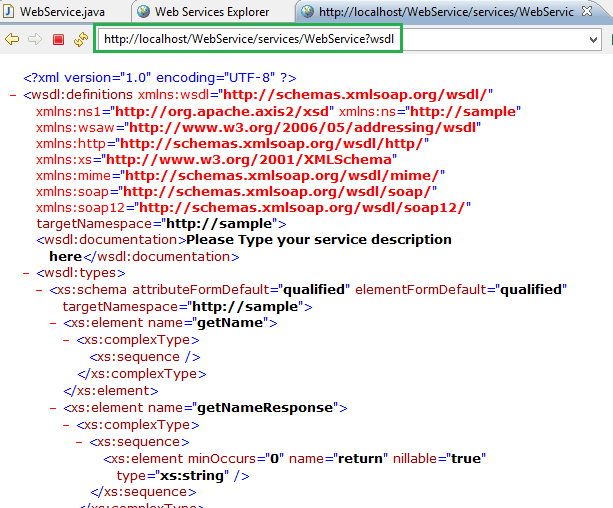 WebService.java
Web Services Explorer
http://localhost/WebService/services/WebServic
http://localhost/WebService/services/WebService?wsdl
<?xml version="1.0" encoding="UTF-8" ?>
- <wsdl:definitions xmlns:wsdl="http://schemas.xmlsoap.org/wsdl/"
xmlns:ns1="http://org.apache.axis2/xsd" xmlns:ns="http://sample"
xmlns:wsaw="http://www.w3.org/2006/05/addressing/wsdl"
xmlns:http="http://schemas.xmlsoap.org/wsdl/http/"
xmlns:xs="http://www.w3.org/2001/XMLSchema"
xmlns:mime="http://schemas.xmlsoap.org/wsdl/mime/"
xmlns:soap="http://schemas.xmlsoap.org/wsdl/soap/"
xmlns:soap12="http://schemas.xmlsoap.org/wsdl/soap12/"
targetNamespace="http://sample">
<wsdl:documentation>Please Type your service description
here</wsdl:documentation>
- <wsdl:types>
- <xs:schema attributeFormDefault="qualified" elementFormDefault="qualified"
targetNamespace="http://sample">
- <xs:element name="getName">
- <xs:complexType>
<xs:sequence />
</xs:complexType>
</xs:element>
- <xs:element name="getNameResponse">
- <xs:complexType>
- <xs:sequence>
<xs:element minOccurs="0" name="return" nillable="true"
type="xs:string" />
</xs:sequence>
</xs:complexType>